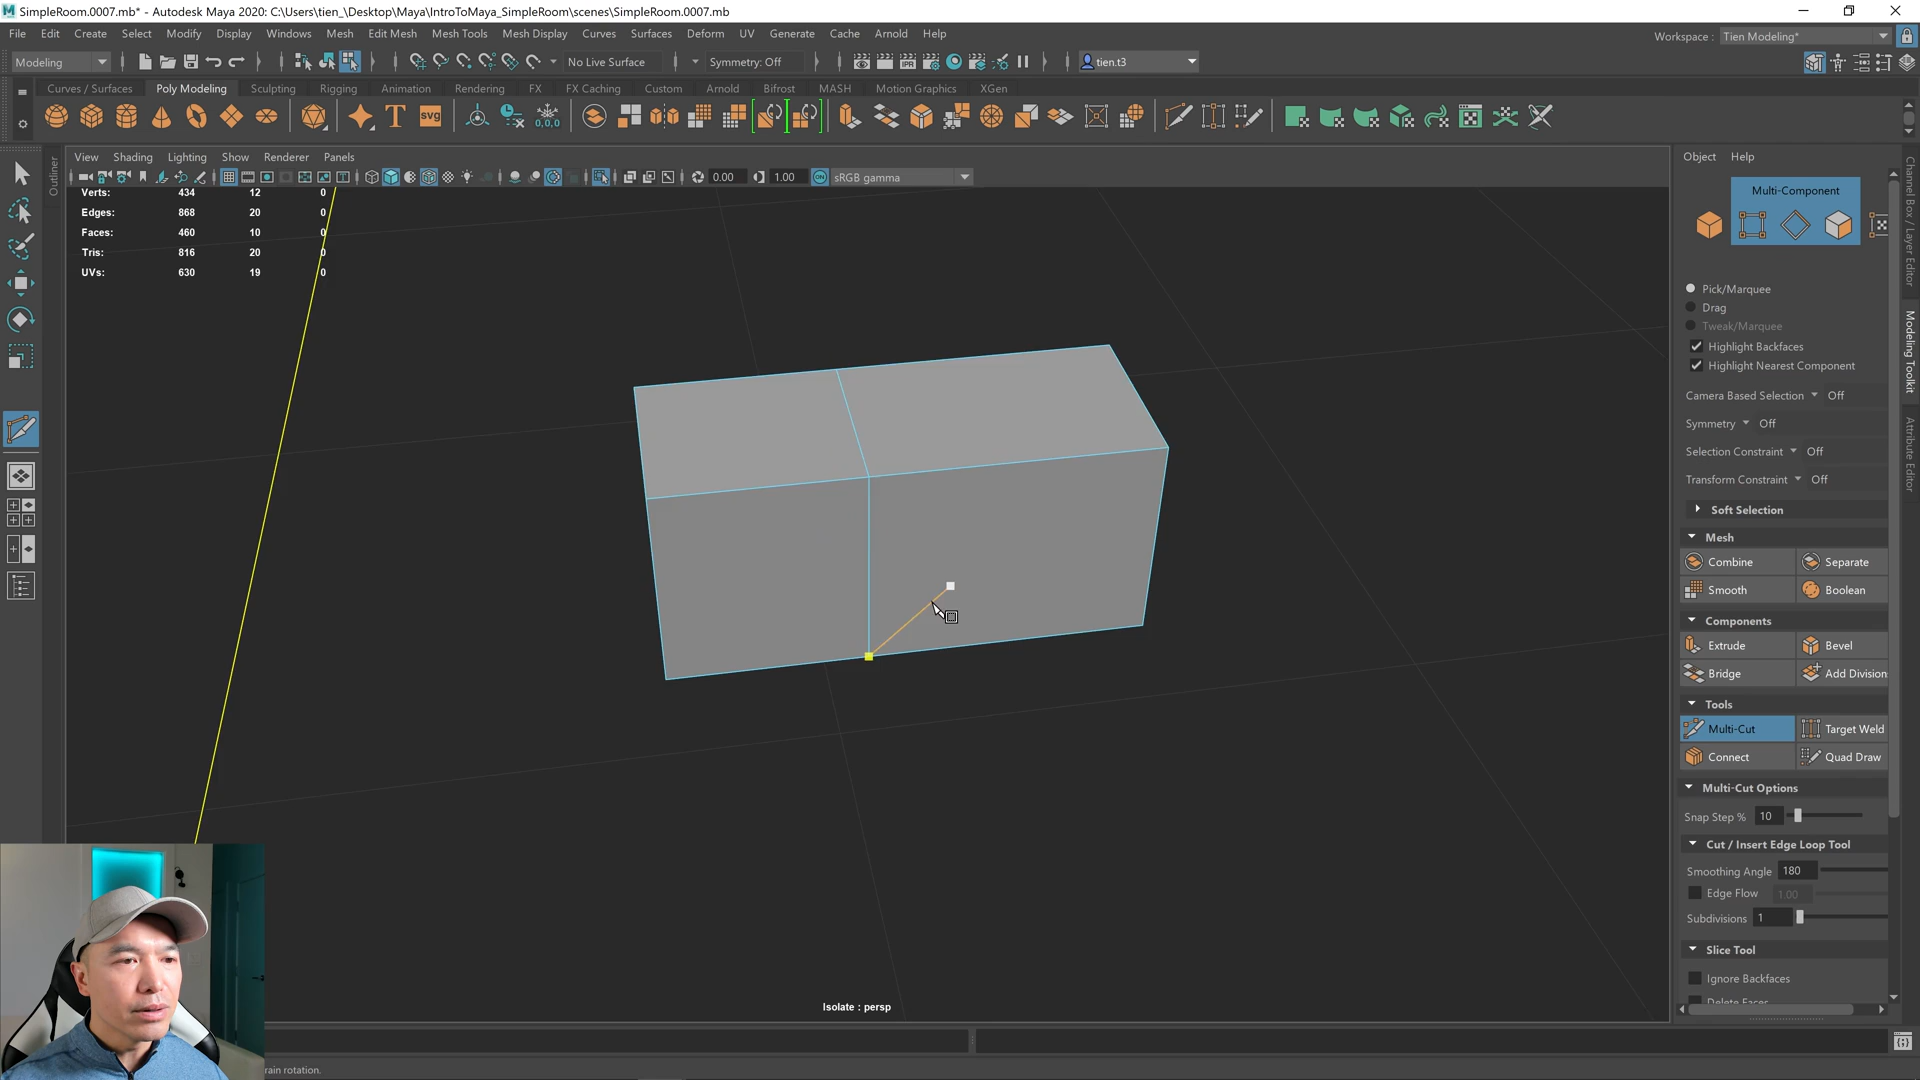 SimpleRoom.0007.mb* - Autodesk Maya 2020: C:\Users\tien_\Desktop\Maya\IntroToMaya_SimpleRoom\scenes\SimpleRoom.0007.mb
File Edit Create Select Modify Display Windows Mesh Edit Mesh Mesh Tools Mesh Display Curves Surfaces Deform UV Generate Cache Arnold Help
Workspace : Tien Modeling*
Modeling No Live Surface Symmetry: Off tien.t3
Curves / Surfaces Poly Modeling Sculpting Rigging Animation Rendering FX FX Caching Custom Arnold Bifrost MASH Motion Graphics XGen
T svg 0,0,0
Outliner
View Shading Lighting Show Renderer Panels
IPR
0.00 1.00 ON sRGB gamma
Verts: 434 12 0
Edges: 868 20 0
Faces: 460 10 0
Tris: 816 20 0
UVs: 630 19 0
Isolate : persp
rain rotation.
Object Help
Multi-Component
Pick/Marquee
Drag
Tweak/Marquee
Highlight Backfaces
Highlight Nearest Component
Camera Based Selection Off
Symmetry Off
Selection Constraint Off
Transform Constraint Off
Soft Selection
Mesh
Combine Separate
Smooth Boolean
Components
Extrude Bevel
Bridge Add Division
Tools
Multi-Cut Target Weld
Connect Quad Draw
Multi-Cut Options
Snap Step % 10
Cut / Insert Edge Loop Tool
Smoothing Angle 180
Edge Flow 1.00
Subdivisions 1
Slice Tool
Ignore Backfaces
Delete Faces
Channel Box / Layer Editor
Modeling Toolkit
Attribute Editor